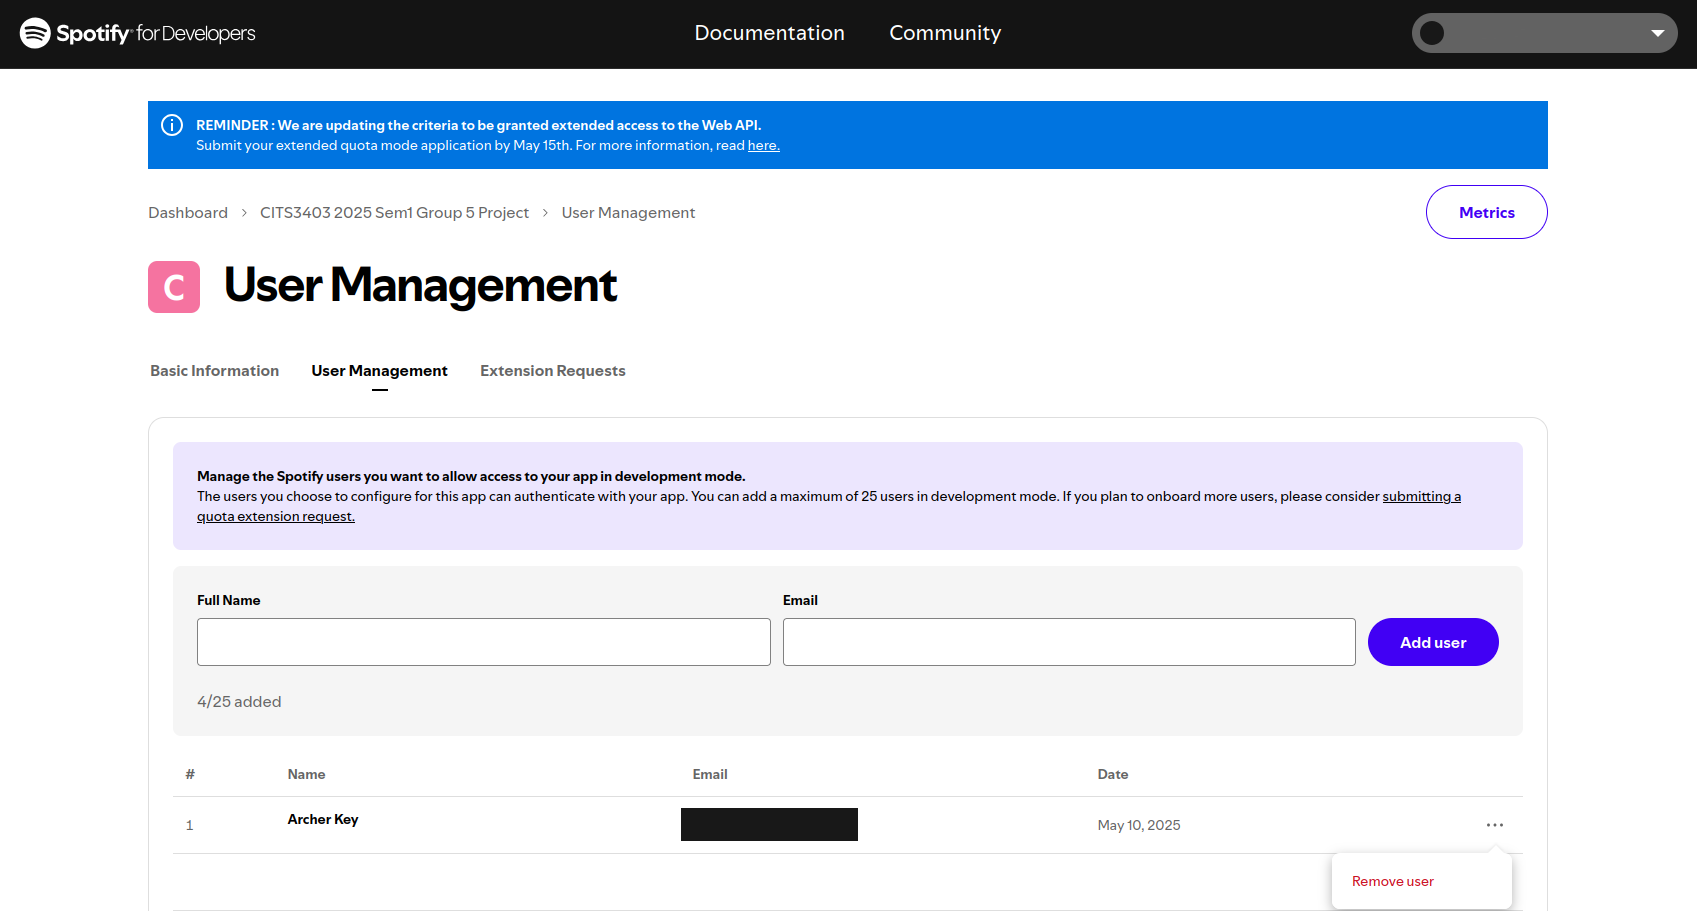 Spotify for Developers
Documentation
Community
REMINDER : We are updating the criteria to be granted extended access to the Web API.
Submit your extended quota mode application by May 15th. For more information, read here.
Dashboard > CITS3403 2025 Sem1 Group 5 Project > User Management
Metrics
C
User Management
Basic Information
User Management
Extension Requests
Manage the Spotify users you want to allow access to your app in development mode.
The users you choose to configure for this app can authenticate with your app. You can add a maximum of 25 users in development mode. If you plan to onboard more users, please consider submitting a
quota extension request.
Full Name
Email
Add user
4/25 added
# Name Email Date
1 Archer Key May 10, 2025 ...
Remove user